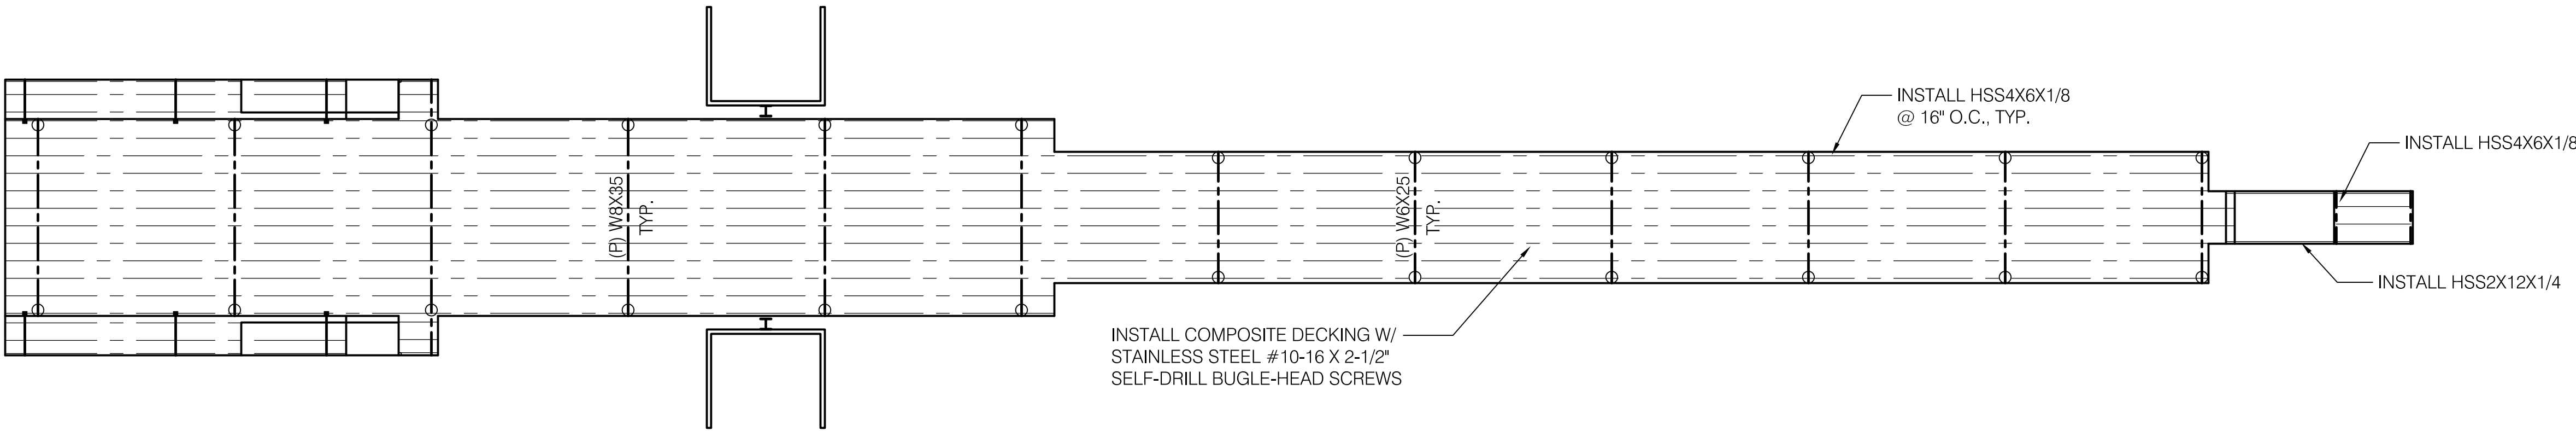 INSTALL HSS4X6X1/8
@ 16" O.C., TYP.
INSTALL HSS4X6X1/8
(P) W8X35
TYP.
(P) W6X25
TYP.
INSTALL HSS2X12X1/4
INSTALL COMPOSITE DECKING W/
STAINLESS STEEL #10-16 X 2-1/2"
SELF-DRILL BUGLE-HEAD SCREWS